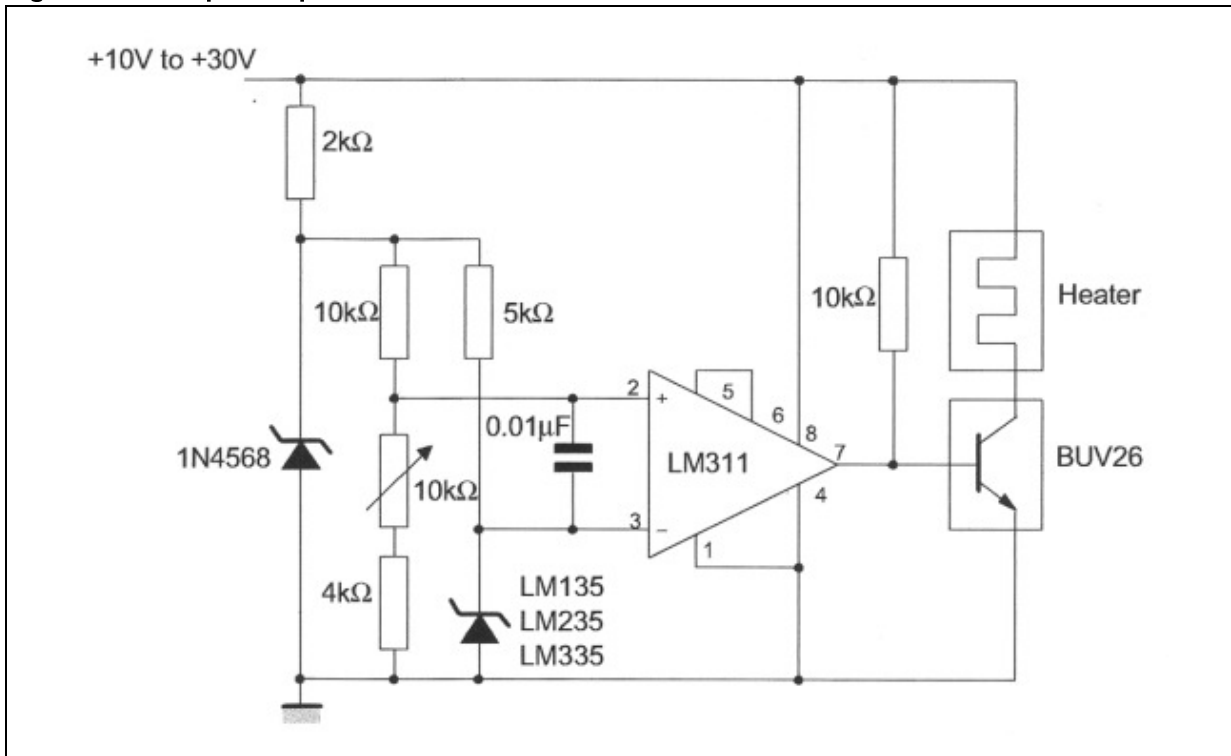 +10V to +30V
2kΩ
10kΩ
5kΩ
10kΩ
Heater
0.01μF
2
+
5
6
8
7
1N4568
10kΩ
LM311
BUV26
3
−
4
1
4kΩ
LM135
LM235
LM335